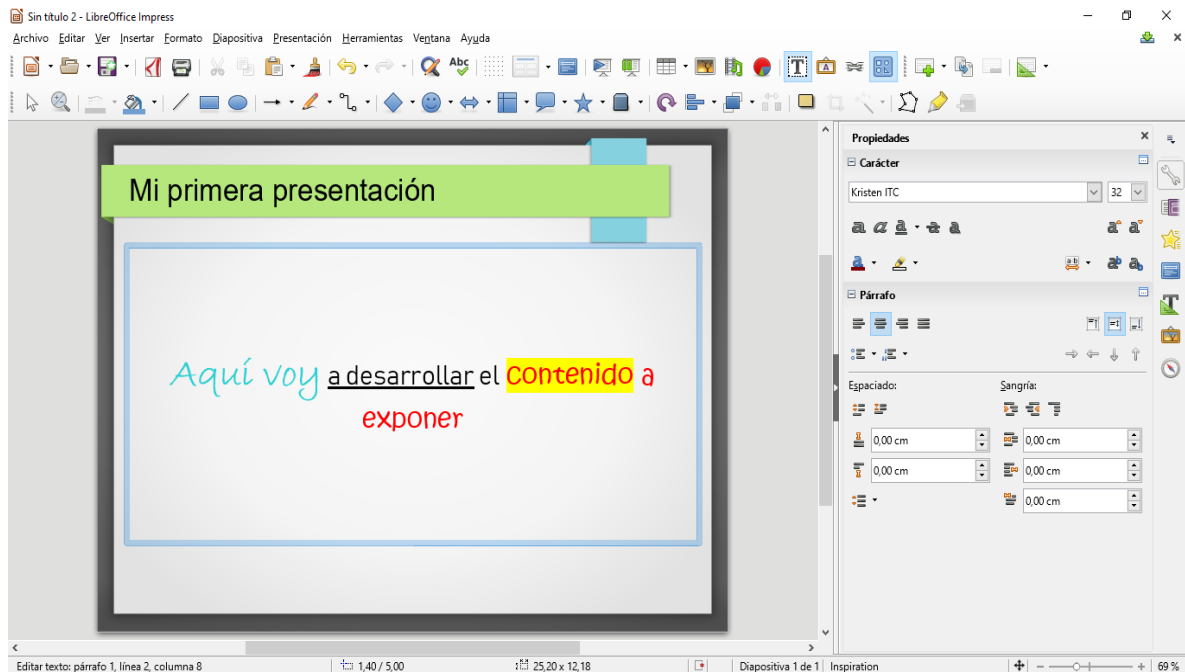 Sin título 2 - LibreOffice Impress
Archivo Editar Ver Insertar Formato Diapositiva Presentación Herramientas Ventana Ayuda
Mi primera presentación
Aquí voy a desarrollar el contenido a
exponer
Propiedades
Carácter
Kristen ITC 32
Párrafo
Espaciado: Sangría:
0,00 cm 0,00 cm
0,00 cm 0,00 cm
0,00 cm
Editar texto: párrafo 1, línea 2, columna 8 1,40 / 5,00 25,20 x 12,18 Diapositiva 1 de 1 Inspiration 69 %